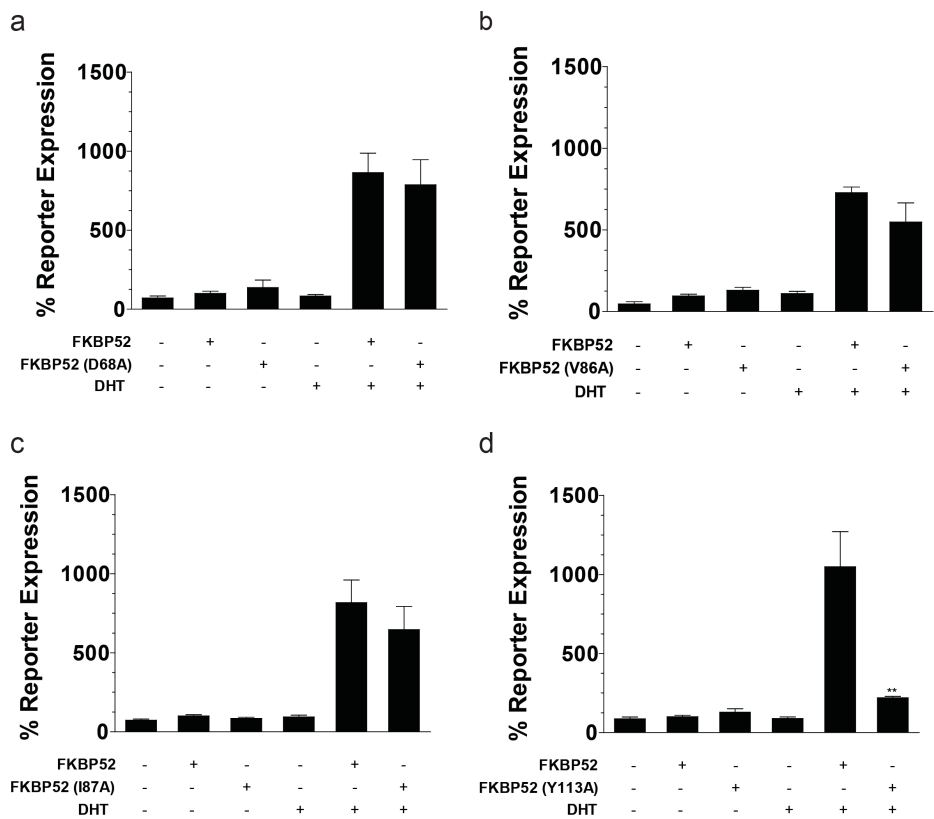 a
% Reporter Expression
1500
1000
500
0
FKBP52 - + - - + -
FKBP52 (D68A) - - + - - +
DHT - - - + + +
b
% Reporter Expression
1500
1000
500
0
FKBP52 - + - - + -
FKBP52 (V86A) - - + - - +
DHT - - - + + +
c
% Reporter Expression
1500
1000
500
0
FKBP52 - + - - + -
FKBP52 (I87A) - - + - - +
DHT - - - + + +
d
% Reporter Expression
1500
1000
500
0
**
FKBP52 - + - - + -
FKBP52 (Y113A) - - + - - +
DHT - - - + + +